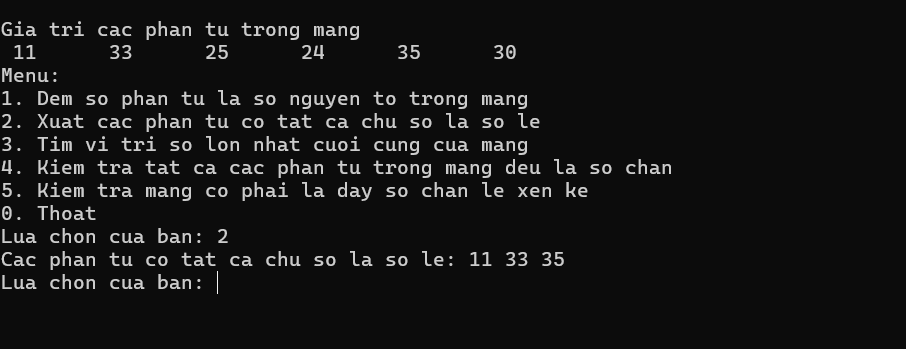 Gia tri cac phan tu trong mang
 11      33      25      24      35      30
Menu:
1. Dem so phan tu la so nguyen to trong mang
2. Xuat cac phan tu co tat ca chu so la so le
3. Tim vi tri so lon nhat cuoi cung cua mang
4. Kiem tra tat ca cac phan tu trong mang deu la so chan
5. Kiem tra mang co phai la day so chan le xen ke
0. Thoat
Lua chon cua ban: 2
Cac phan tu co tat ca chu so la so le: 11 33 35
Lua chon cua ban: